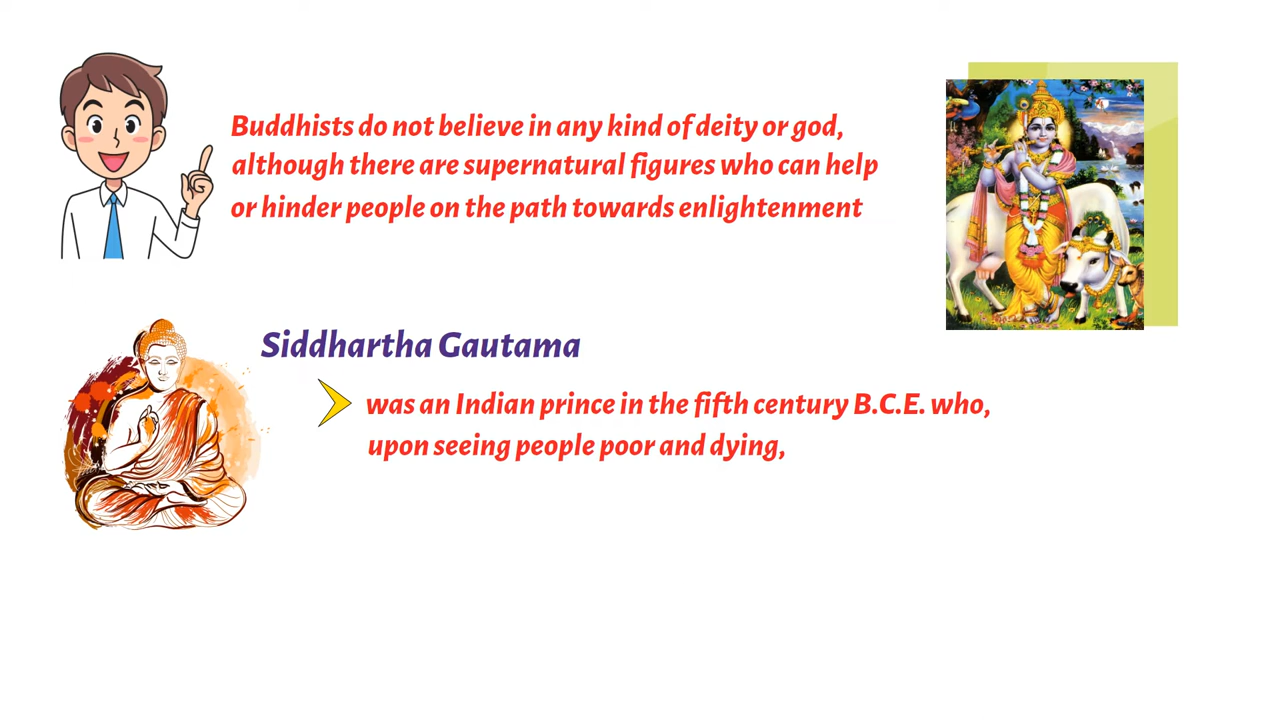 Buddhists do not believe in any kind of deity or god,
although there are supernatural figures who can help
or hinder people on the path towards enlightenment
Siddhartha Gautama
was an Indian prince in the fifth century B.C.E. who,
upon seeing people poor and dying,